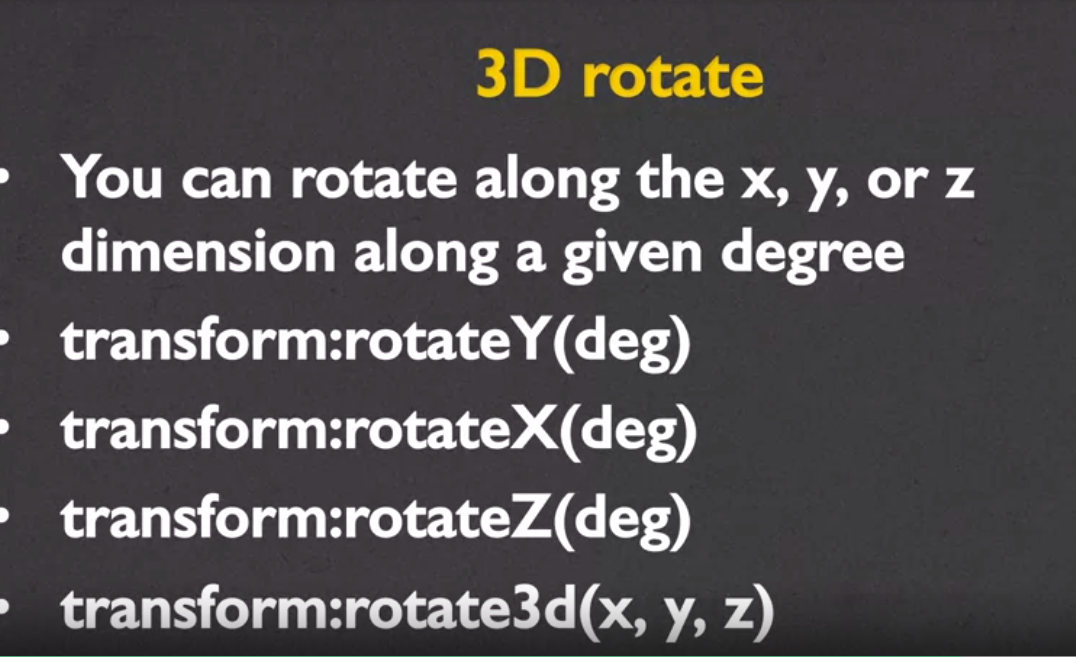 3D rotate
• You can rotate along the x, y, or z
dimension along a given degree
• transform:rotateY(deg)
• transform:rotateX(deg)
• transform:rotateZ(deg)
• transform:rotate3d(x, y, z)